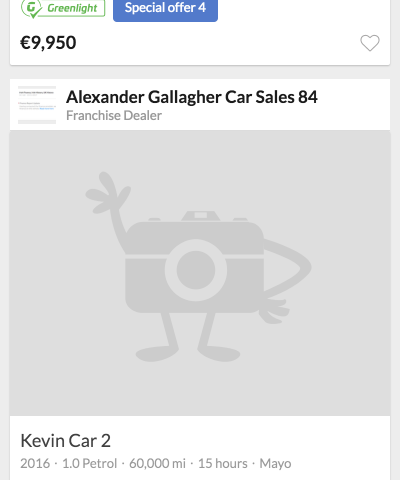 Greenlight Special offer 4
€9,950
Alexander Gallagher Car Sales 84
Franchise Dealer
Kevin Car 2
2016 · 1.0 Petrol · 60,000 mi · 15 hours · Mayo